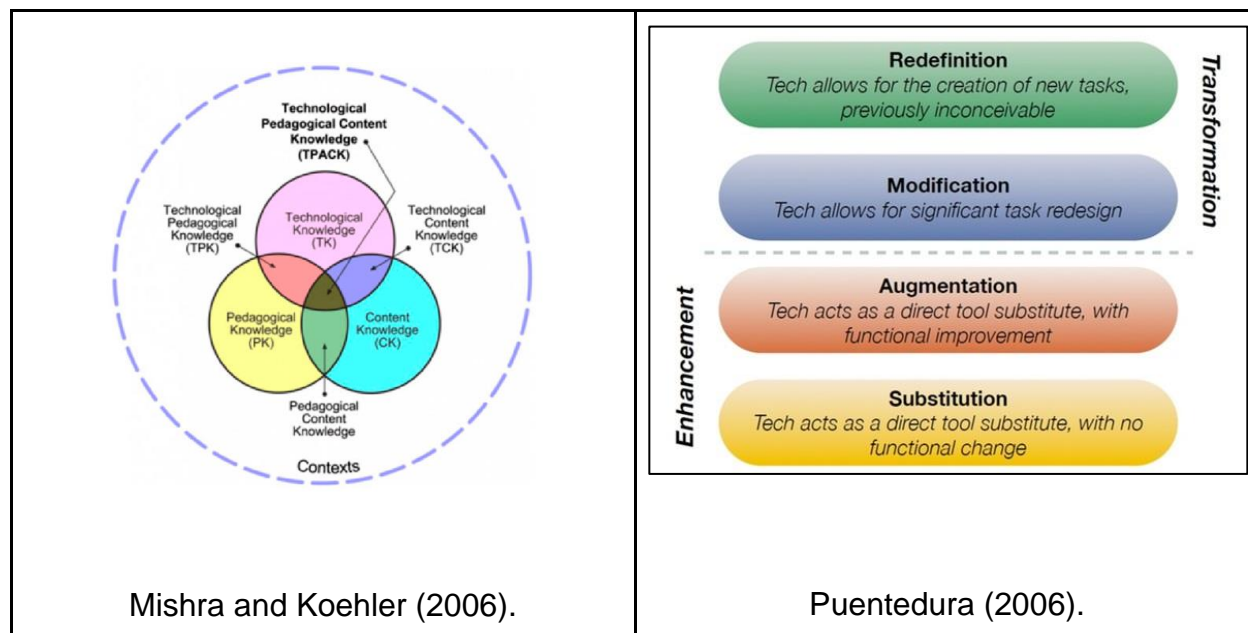 Technological
Pedagogical Content
Knowledge
(TPACK)
Technological
Pedagogical
Knowledge
(TPK)
Technological
Knowledge
(TK)
Technological
Content
Knowledge
(TCK)
Pedagogical
Knowledge
(PK)
Content
Knowledge
(CK)
Pedagogical
Content
Knowledge
Contexts
Mishra and Koehler (2006).
Redefinition
Tech allows for the creation of new tasks,
previously inconceivable
Modification
Tech allows for significant task redesign
Transformation
Augmentation
Tech acts as a direct tool substitute, with
functional improvement
Substitution
Tech acts as a direct tool substitute, with no
functional change
Enhancement
Puentedura (2006).